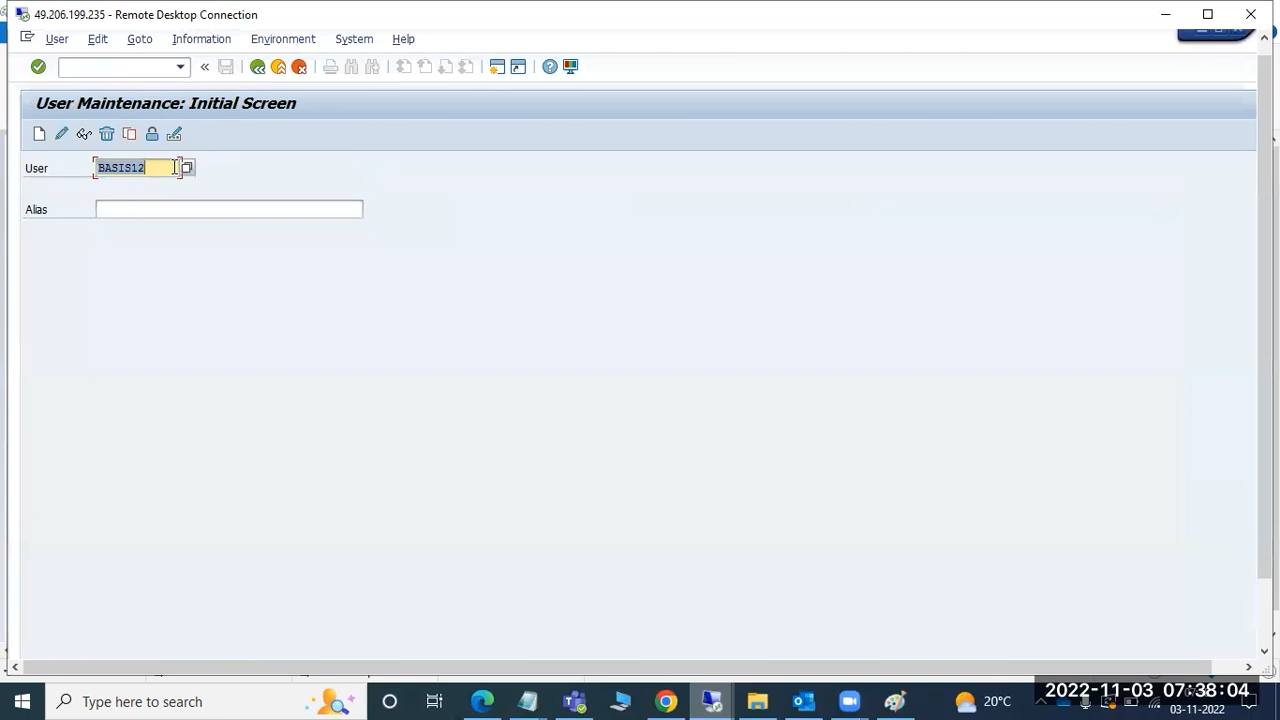 49.206.199.235 - Remote Desktop Connection
User Edit Goto Information Environment System Help
User Maintenance: Initial Screen
User BASIS12
Alias
Type here to search
20°C
2022-11-03 07:38:04
03-11-2022